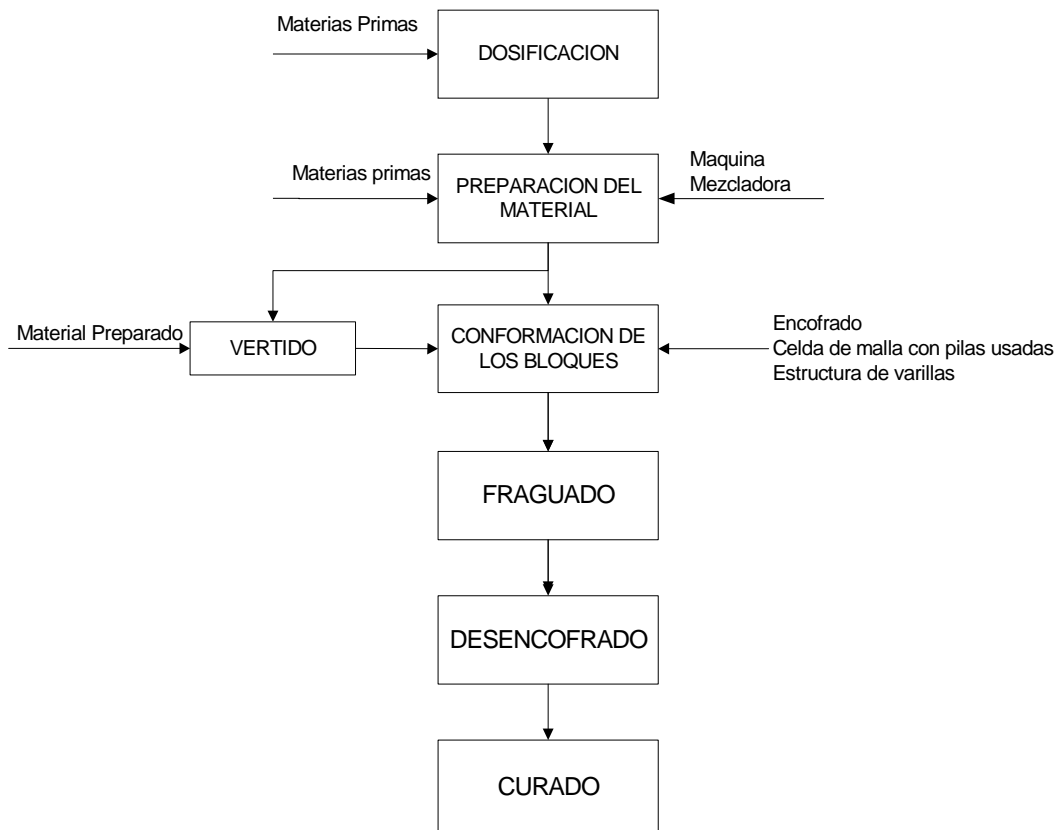 Materias Primas
DOSIFICACION
Materias primas
PREPARACION DEL
MATERIAL
Maquina
Mezcladora
Material Preparado
VERTIDO
CONFORMACION DE
LOS BLOQUES
Encofrado
Celda de malla con pilas usadas
Estructura de varillas
FRAGUADO
DESENCOFRADO
CURADO